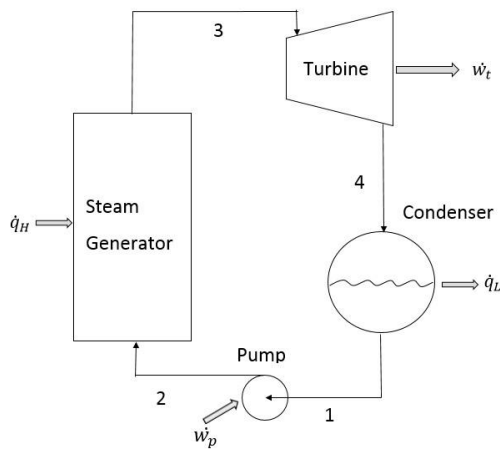 3
Turbine
ẇt
4
Condenser
Steam
Generator
q̇H
q̇L
Pump
2
1
ẇp